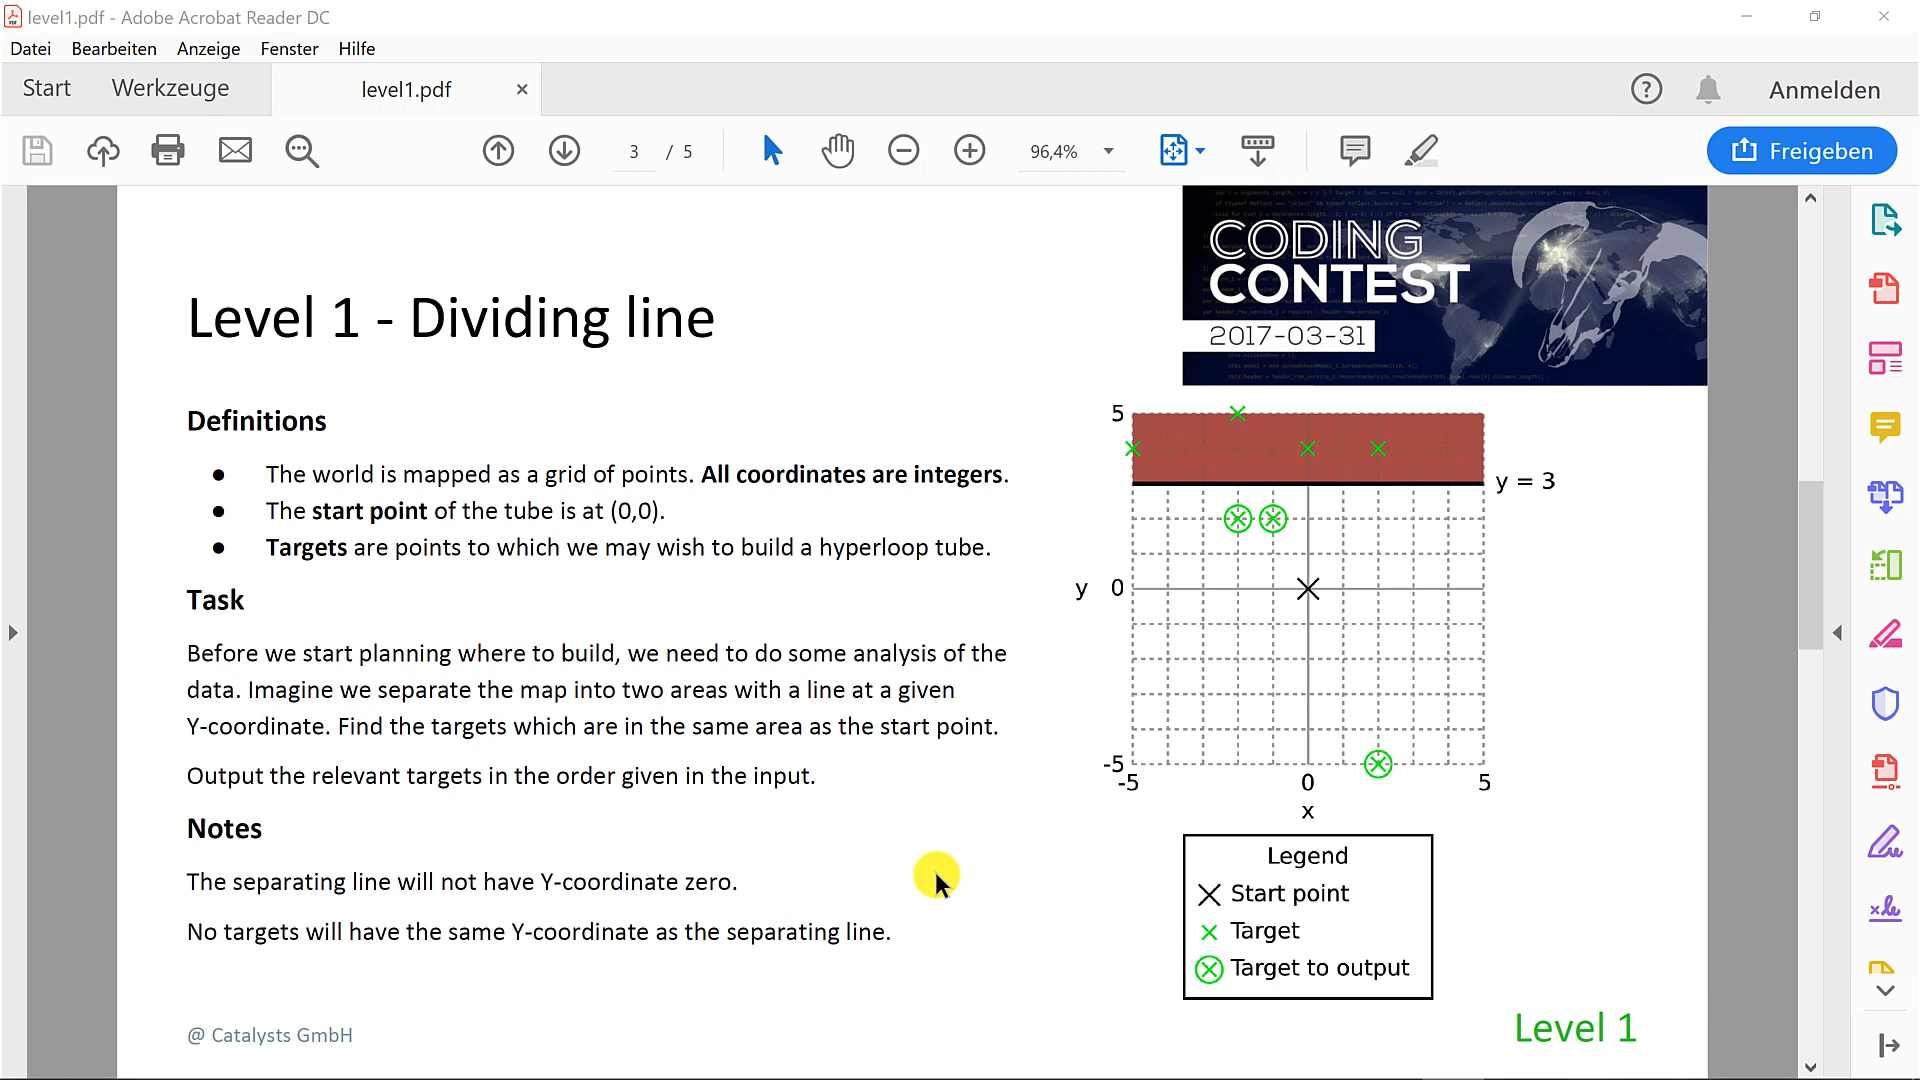 level1.pdf - Adobe Acrobat Reader DC
Datei Bearbeiten Anzeige Fenster Hilfe
Start Werkzeuge level1.pdf × Anmelden
3 / 5 96,4% Freigeben
CODING
CONTEST
2017-03-31
Level 1 - Dividing line
Definitions
● The world is mapped as a grid of points. All coordinates are integers.
● The start point of the tube is at (0,0).
● Targets are points to which we may wish to build a hyperloop tube.
Task
Before we start planning where to build, we need to do some analysis of the
data. Imagine we separate the map into two areas with a line at a given
Y-coordinate. Find the targets which are in the same area as the start point.
Output the relevant targets in the order given in the input.
Notes
The separating line will not have Y-coordinate zero.
No targets will have the same Y-coordinate as the separating line.
5
y = 3
y 0
-5
-5 0 5
x
Legend
Start point
Target
Target to output
@ Catalysts GmbH
Level 1